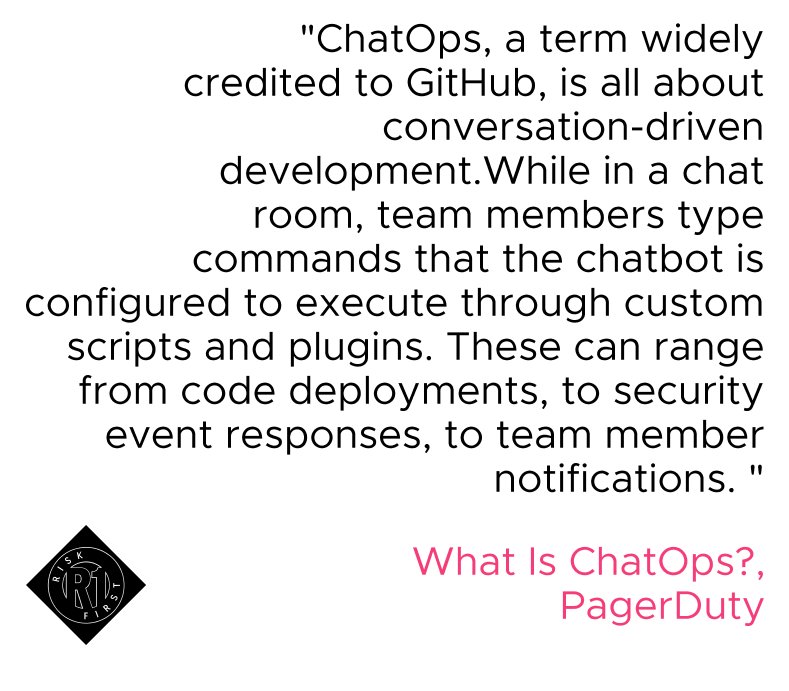 "ChatOps, a term widely
credited to GitHub, is all about
conversation-driven
development.While in a chat
room, team members type
commands that the chatbot is
configured to execute through custom
scripts and plugins. These can range
from code deployments, to security
event responses, to team member
notifications. "
What Is ChatOps?,
PagerDuty
RISK
R1
FIRST